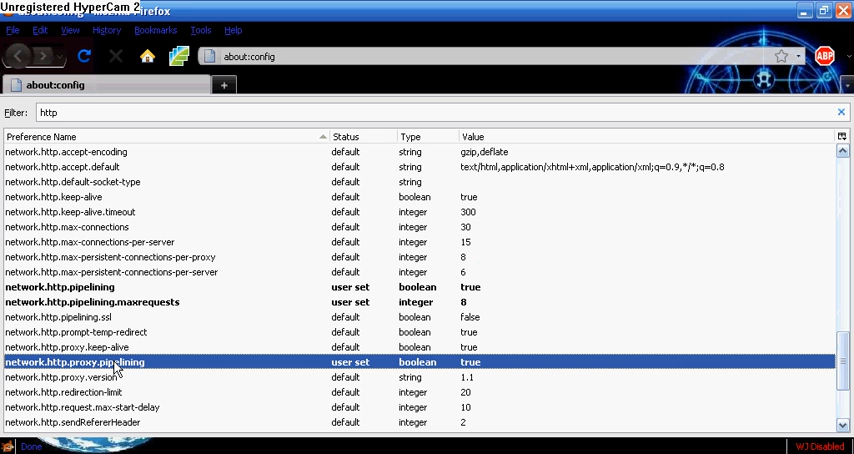 Unregistered HyperCam 2
Firefox
File Edit View History Bookmarks Tools Help
about:config
ABP
about:config
Filter: http
Preference Name Status Type Value
network.http.accept-encoding default string gzip,deflate
network.http.accept.default default string text/html,application/xhtml+xml,application/xml;q=0.9,*/*;q=0.8
network.http.default-socket-type default string
network.http.keep-alive default boolean true
network.http.keep-alive.timeout default integer 300
network.http.max-connections default integer 30
network.http.max-connections-per-server default integer 15
network.http.max-persistent-connections-per-proxy default integer 8
network.http.max-persistent-connections-per-server default integer 6
network.http.pipelining user set boolean true
network.http.pipelining.maxrequests user set integer 8
network.http.pipelining.ssl default boolean false
network.http.prompt-temp-redirect default boolean true
network.http.proxy.keep-alive default boolean true
network.http.proxy.pipelining user set boolean true
network.http.proxy.version default string 1.1
network.http.redirection-limit default integer 20
network.http.request.max-start-delay default integer 10
network.http.sendRefererHeader default integer 2
Done WJ Disabled